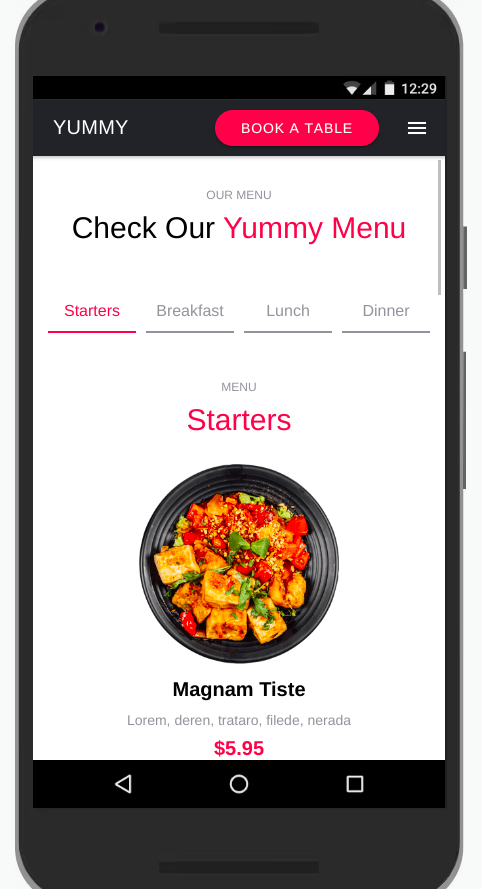 12:29
YUMMY BOOK A TABLE
OUR MENU
Check Our Yummy Menu
Starters Breakfast Lunch Dinner
MENU
Starters
Magnam Tiste
Lorem, deren, trataro, filede, nerada
$5.95